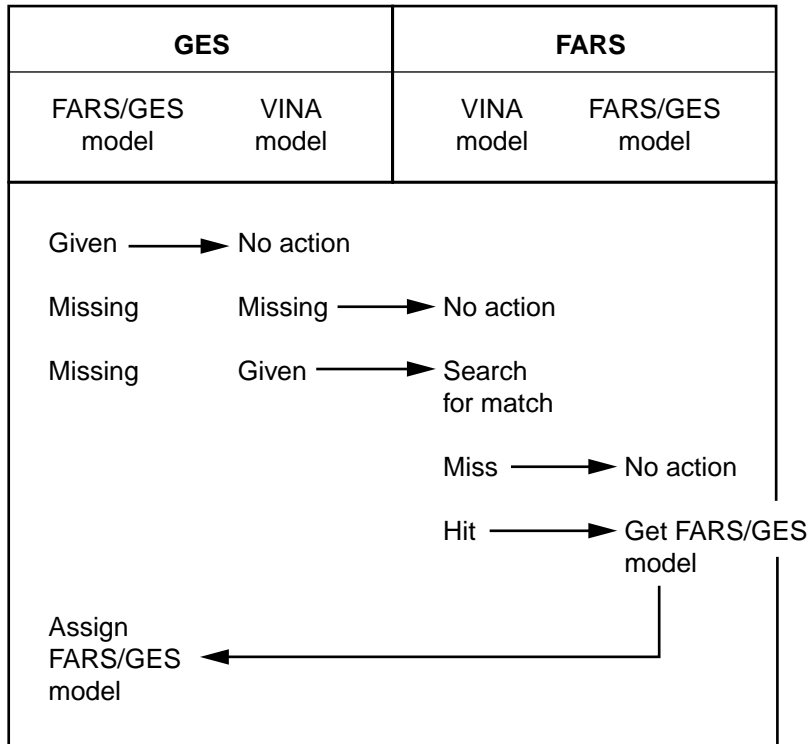 GES FARS
FARS/GES VINA VINA FARS/GES
model model model model
Given No action
Missing Missing No action
Missing Given Search
for match
Miss No action
Hit Get FARS/GES
model
Assign
FARS/GES
model